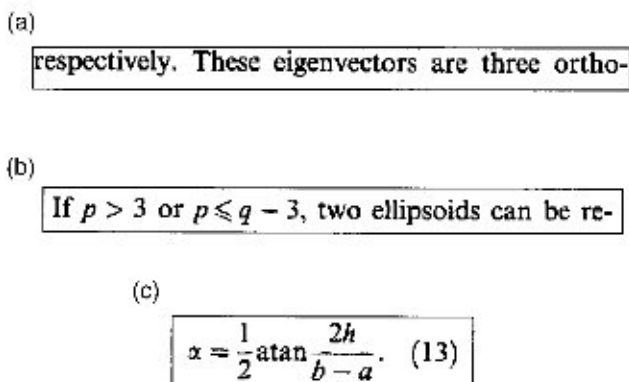 (a)
respectively. These eigenvectors are three ortho-
(b)
If p > 3 or p ⩽ q − 3, two ellipsoids can be re-
(c)
α = 1/2 atan 2h/(b − a). (13)